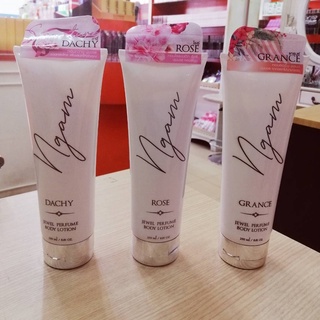 DACHY
Ngam
DACHY
JEWEL PERFUME
BODY LOTION
ROSE
Ngam
ROSE
JEWEL PERFUME
BODY LOTION
GRANCE
Ngam
GRANCE
JEWEL PERFUME
BODY LOTION